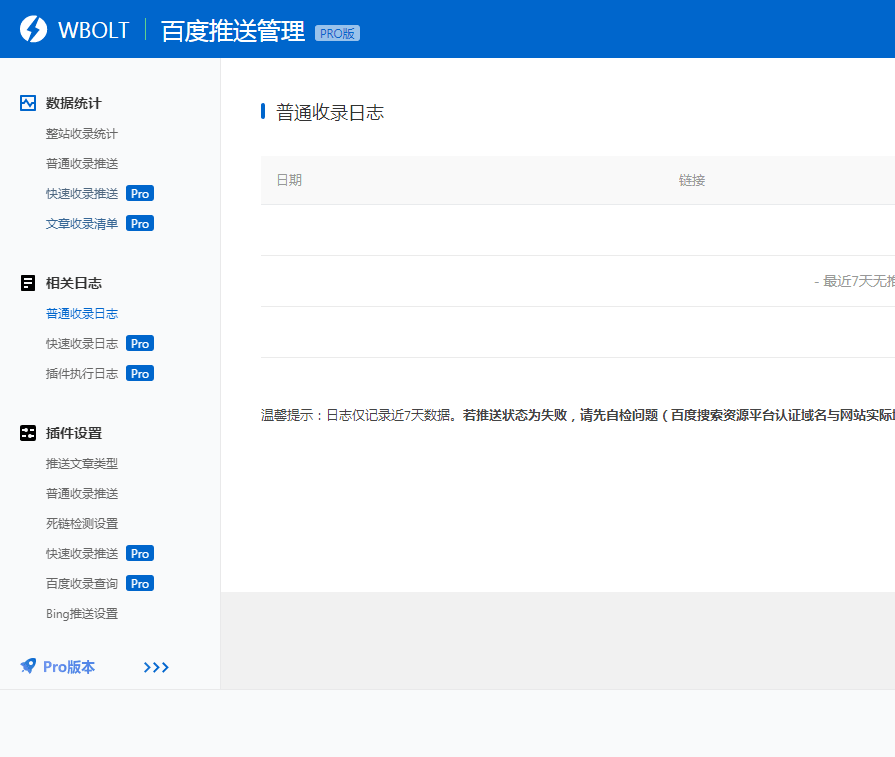 WBOLT 百度推送管理 PRO版
数据统计
整站收录统计
普通收录推送
快速收录推送 Pro
文章收录清单 Pro
相关日志
普通收录日志
快速收录日志 Pro
插件执行日志 Pro
插件设置
推送文章类型
普通收录推送
死链检测设置
快速收录推送 Pro
百度收录查询 Pro
Bing推送设置
Pro版本 >>>
普通收录日志
日期 链接
- 最近7天无推
温馨提示：日志仅记录近7天数据。若推送状态为失败，请先自检问题（百度搜索资源平台认证域名与网站实际